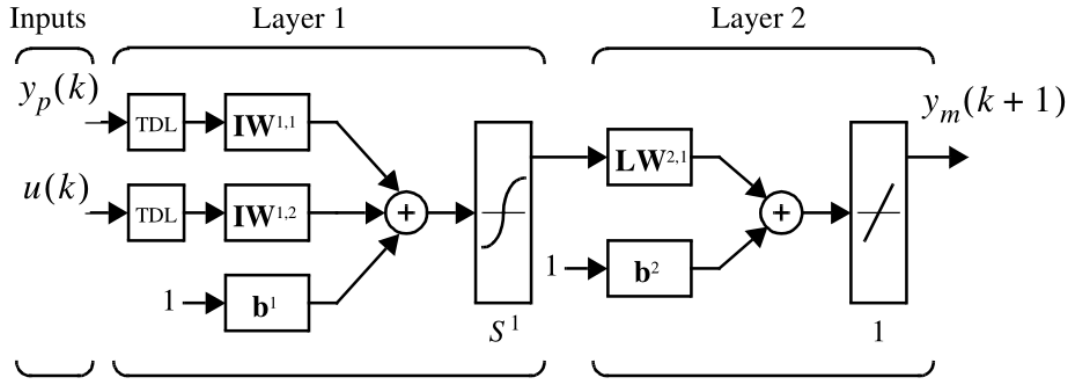 Inputs Layer 1 Layer 2
y_p(k) y_m(k + 1)
TDL IW^{1,1}
LW^{2,1}
u(k) TDL IW^{1,2}
1 b^1 1 b^2
S^1 1